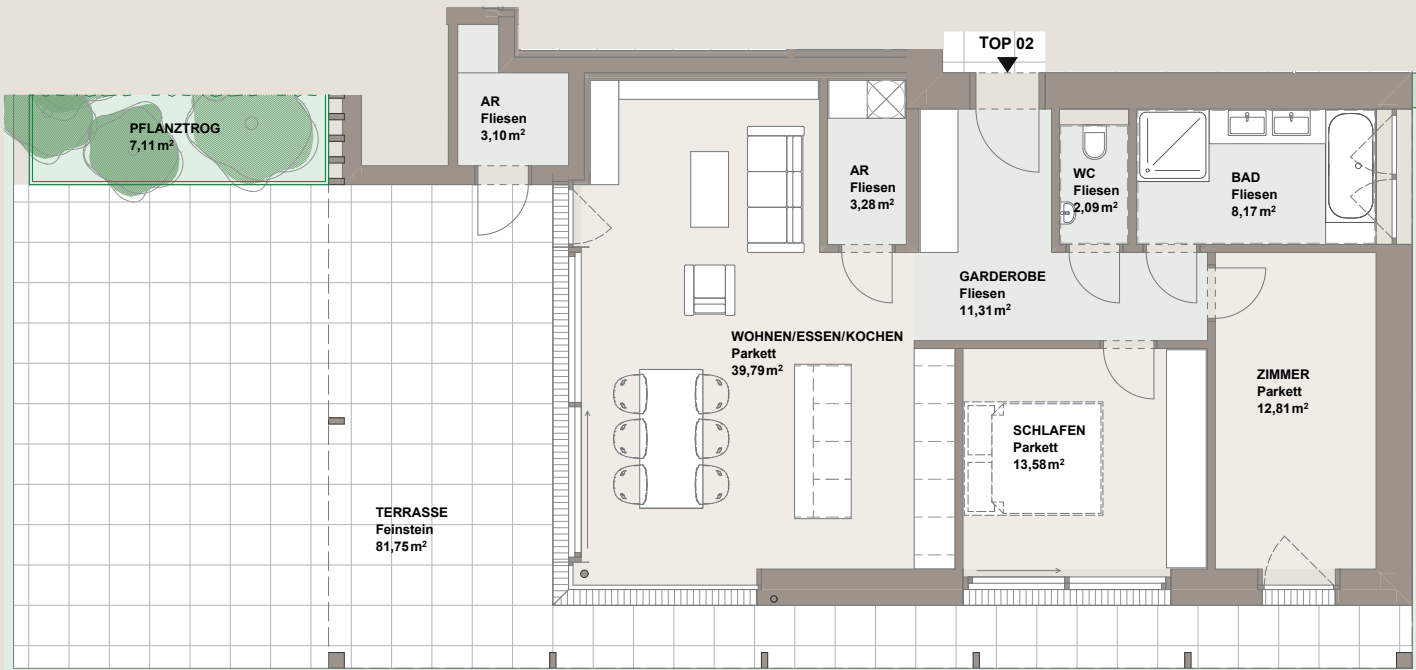 TOP 02
AR
Fliesen
3,10 m²
PFLANZTROG
7,11 m²
AR
Fliesen
3,28 m²
WC
Fliesen
2,09 m²
BAD
Fliesen
8,17 m²
GARDEROBE
Fliesen
11,31 m²
WOHNEN/ESSEN/KOCHEN
Parkett
39,79 m²
ZIMMER
Parkett
12,81 m²
SCHLAFEN
Parkett
13,58 m²
TERRASSE
Feinstein
81,75 m²